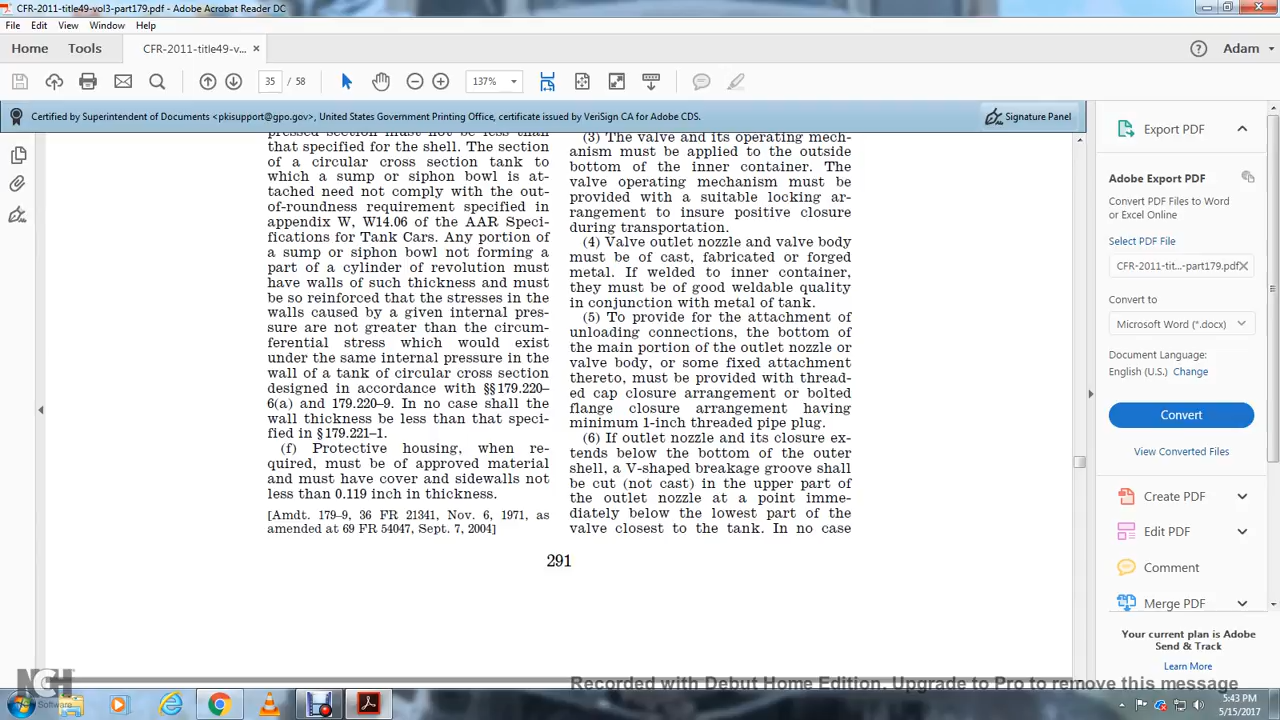 CFR-2011-title49-vol3-part179.pdf - Adobe Acrobat Reader DC
File Edit View Window Help
Home Tools CFR-2011-title49-v... × Adam
35 / 58 137%
Certified by Superintendent of Documents <pkisupport@gpo.gov>, United States Government Printing Office, certificate issued by VeriSign CA for Adobe CDS. Signature Panel
pressed section must not be less than
that specified for the shell. The section
of a circular cross section tank to
which a sump or siphon bowl is at-
tached need not comply with the out-
of-roundness requirement specified in
appendix W, W14.06 of the AAR Speci-
fications for Tank Cars. Any portion of
a sump or siphon bowl not forming a
part of a cylinder of revolution must
have walls of such thickness and must
be so reinforced that the stresses in the
walls caused by a given internal pres-
sure are not greater than the circum-
ferential stress which would exist
under the same internal pressure in the
wall of a tank of circular cross section
designed in accordance with §§179.220–
6(a) and 179.220–9. In no case shall the
wall thickness be less than that speci-
fied in §179.221–1.
(f) Protective housing, when re-
quired, must be of approved material
and must have cover and sidewalls not
less than 0.119 inch in thickness.
[Amdt. 179–9, 36 FR 21341, Nov. 6, 1971, as
amended at 69 FR 54047, Sept. 7, 2004]
(3) The valve and its operating mech-
anism must be applied to the outside
bottom of the inner container. The
valve operating mechanism must be
provided with a suitable locking ar-
rangement to insure positive closure
during transportation.
(4) Valve outlet nozzle and valve body
must be of cast, fabricated or forged
metal. If welded to inner container,
they must be of good weldable quality
in conjunction with metal of tank.
(5) To provide for the attachment of
unloading connections, the bottom of
the main portion of the outlet nozzle or
valve body, or some fixed attachment
thereto, must be provided with thread-
ed cap closure arrangement or bolted
flange closure arrangement having
minimum 1-inch threaded pipe plug.
(6) If outlet nozzle and its closure ex-
tends below the bottom of the outer
shell, a V-shaped breakage groove shall
be cut (not cast) in the upper part of
the outlet nozzle at a point imme-
diately below the lowest part of the
valve closest to the tank. In no case
291
Export PDF
Adobe Export PDF
Convert PDF Files to Word
or Excel Online
Select PDF File
CFR-2011-tit...-part179.pdf
Convert to
Microsoft Word (*.docx)
Document Language:
English (U.S.) Change
Convert
View Converted Files
Create PDF
Edit PDF
Comment
Merge PDF
Your current plan is Adobe
Send & Track
Learn More
NCH
Software
Recorded with Debut Home Edition. Upgrade to Pro to remove this message
5:43 PM
5/15/2017